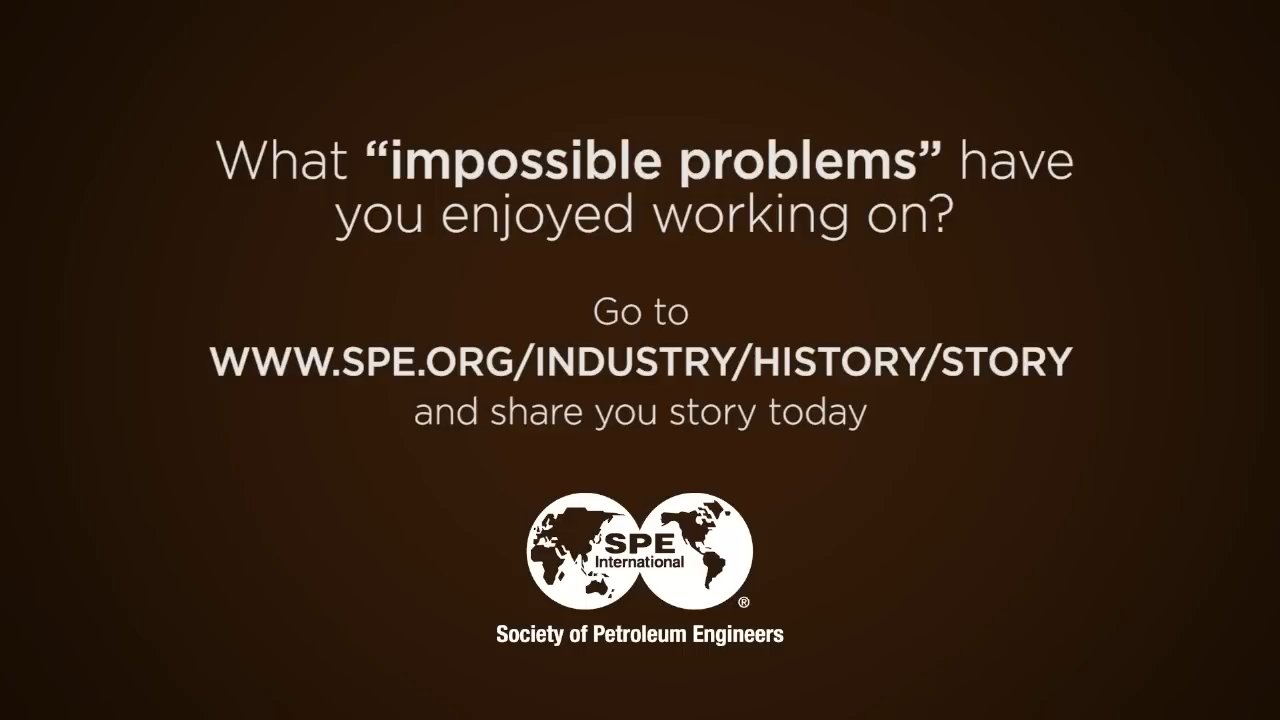 What “impossible problems” have
you enjoyed working on?
Go to
WWW.SPE.ORG/INDUSTRY/HISTORY/STORY
and share you story today
SPE
International
®
Society of Petroleum Engineers